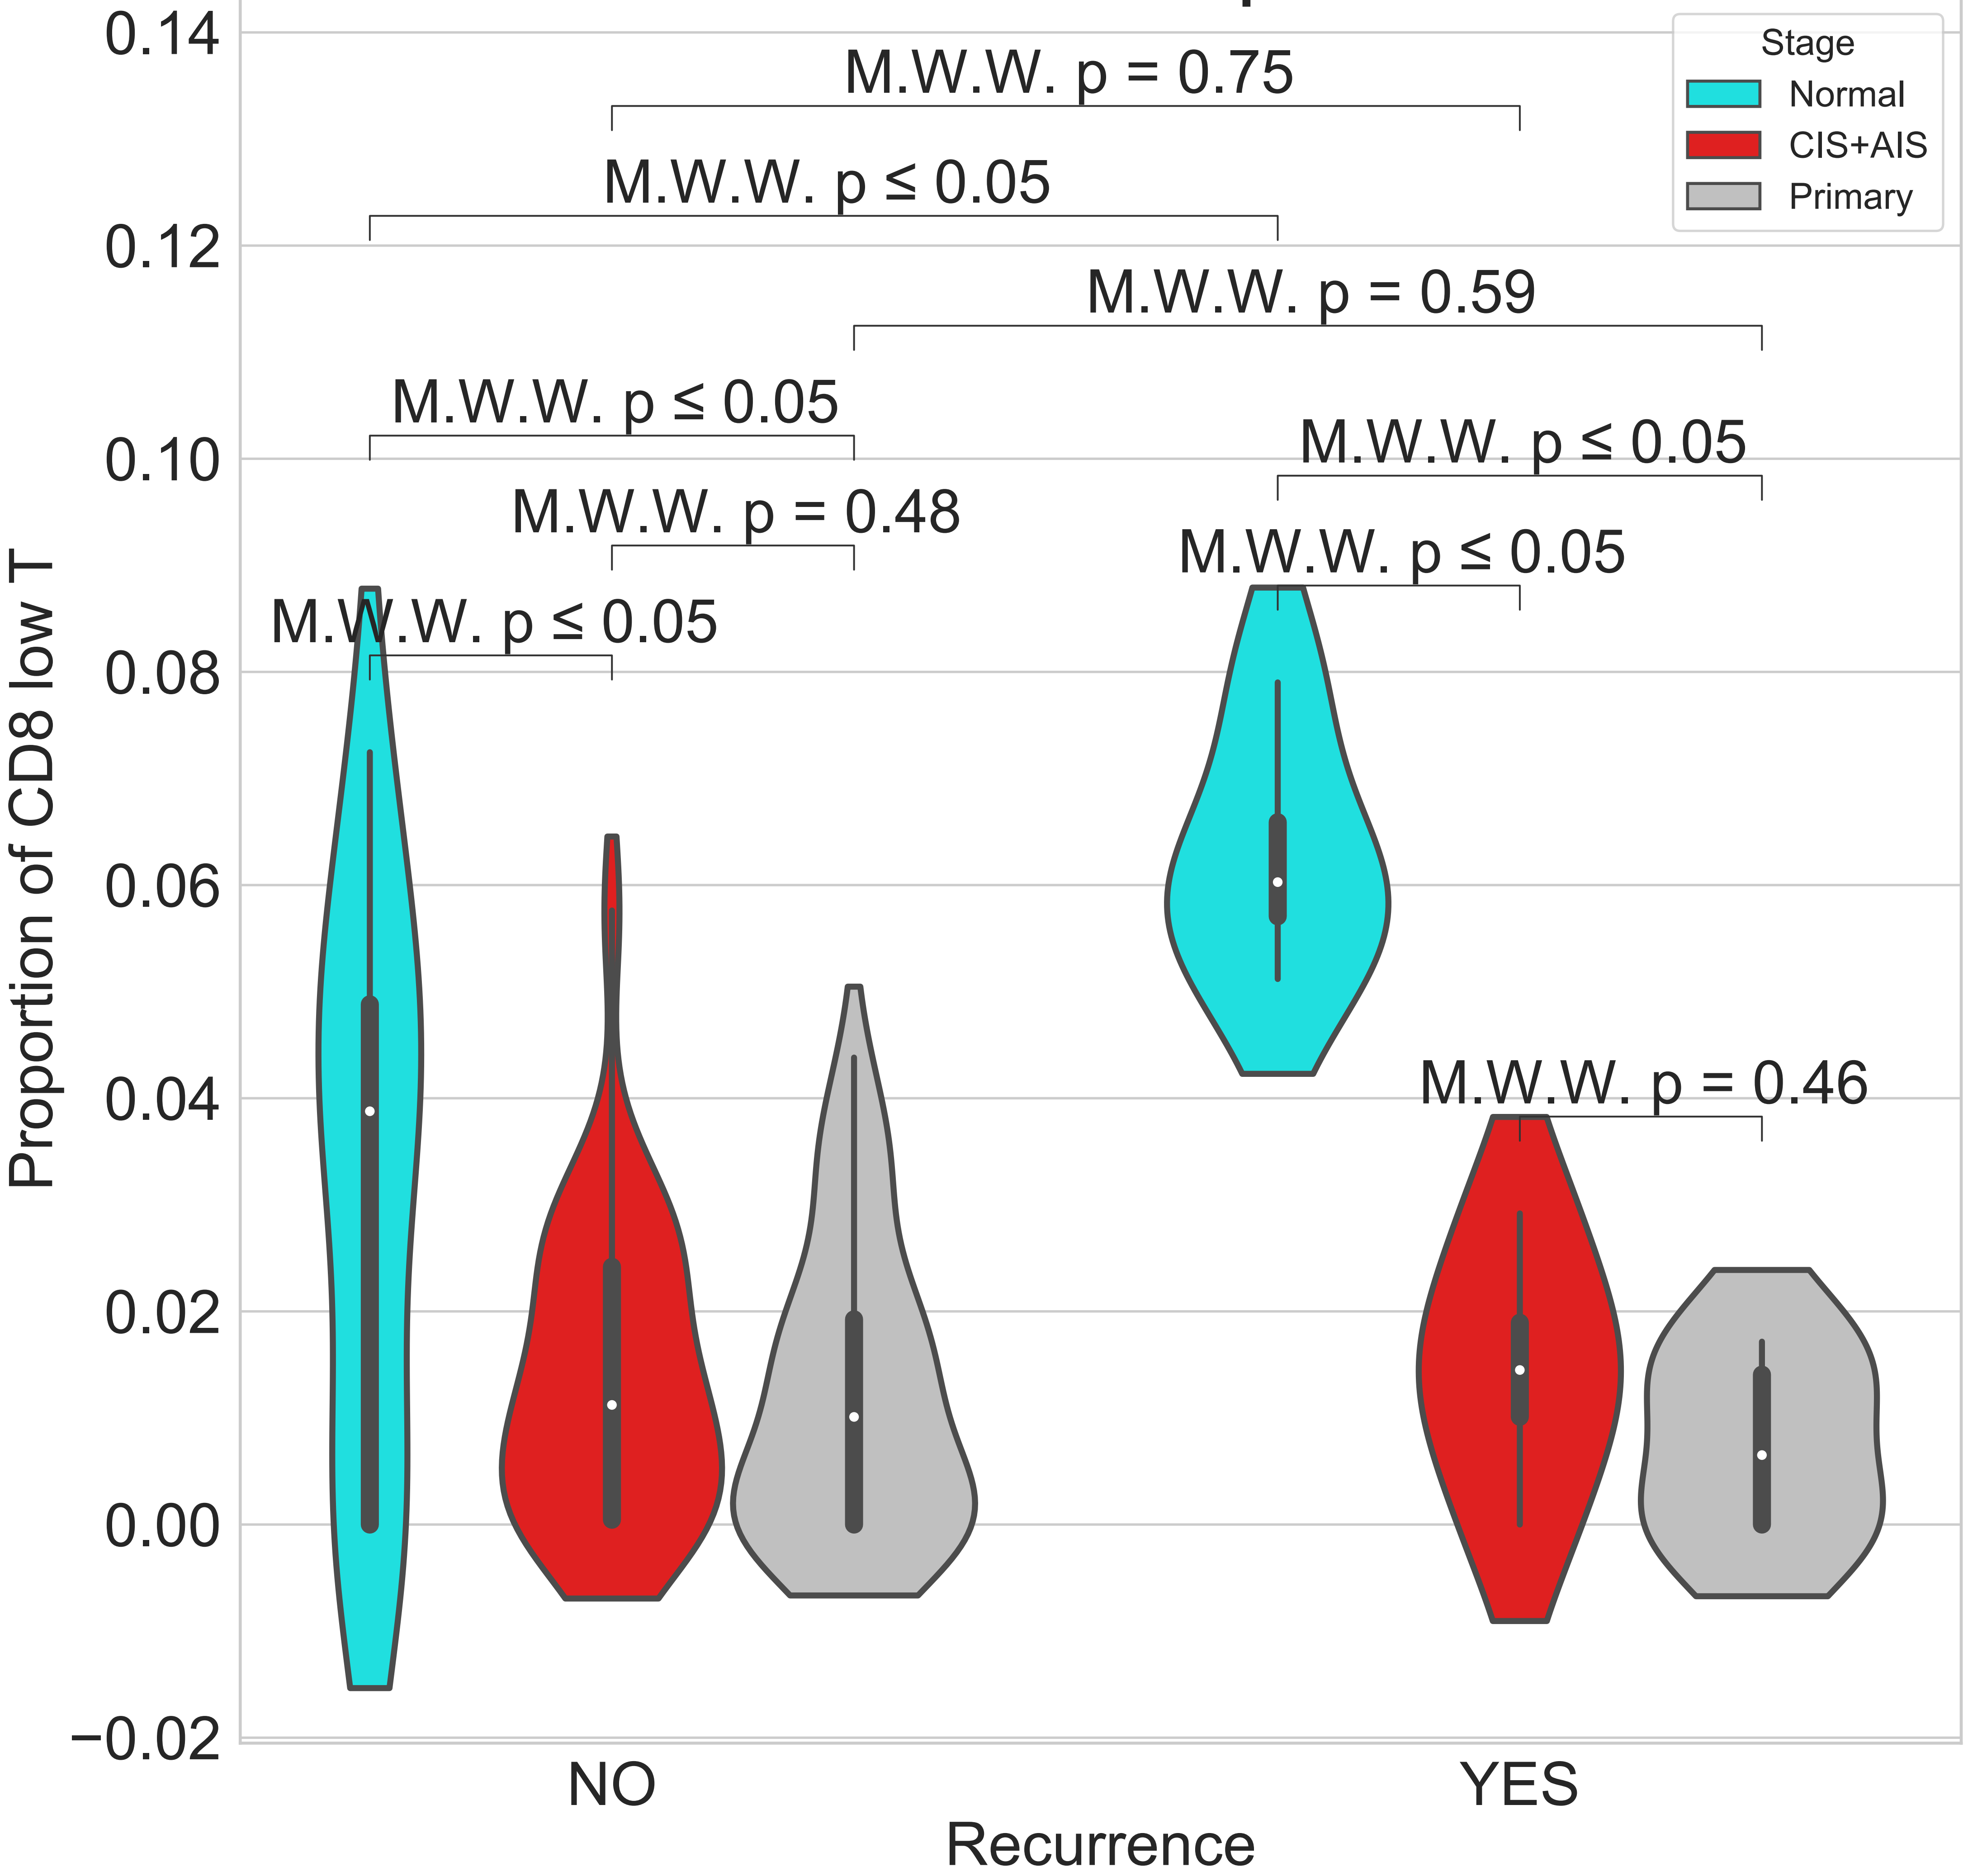 0.14
0.12
0.10
0.08
0.06
0.04
0.02
0.00
−0.02
Proportion of CD8 low T
M.W.W. p = 0.75
M.W.W. p ≤ 0.05
M.W.W. p = 0.59
M.W.W. p ≤ 0.05
M.W.W. p ≤ 0.05
M.W.W. p = 0.48
M.W.W. p ≤ 0.05
M.W.W. p ≤ 0.05
M.W.W. p = 0.46
Stage
Normal
CIS+AIS
Primary
NO
YES
Recurrence